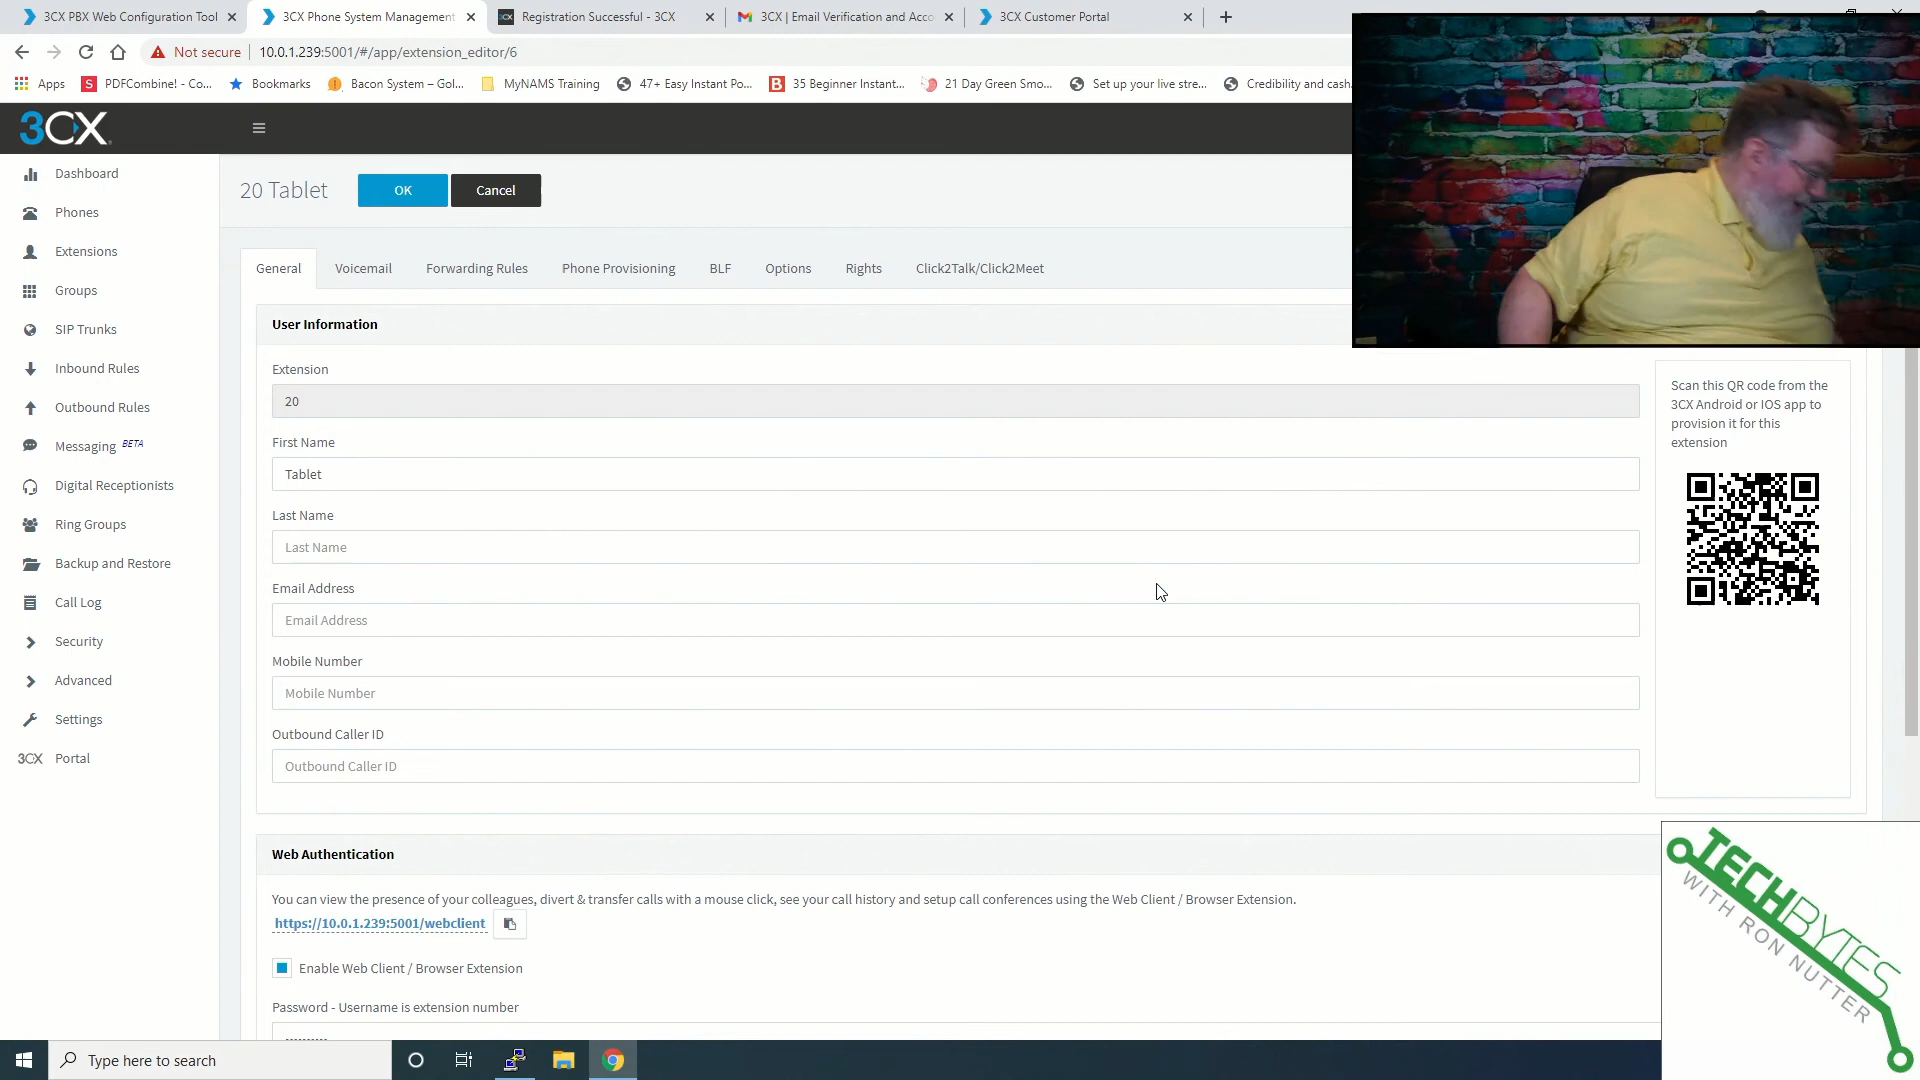 3CX PBX Web Configuration Tool
3CX Phone System Management
Registration Successful - 3CX
3CX | Email Verification and Acco
3CX Customer Portal
Not secure
10.0.1.239:5001/#/app/extension_editor/6
Apps
PDFCombine! - Co...
Bookmarks
Bacon System – Gol...
MyNAMS Training
47+ Easy Instant Po...
35 Beginner Instant...
21 Day Green Smo...
Set up your live stre...
Credibility and cash
3CX
Dashboard
Phones
Extensions
Groups
SIP Trunks
Inbound Rules
Outbound Rules
Messaging BETA
Digital Receptionists
Ring Groups
Backup and Restore
Call Log
Security
Advanced
Settings
3CX Portal
20 Tablet
OK
Cancel
General
Voicemail
Forwarding Rules
Phone Provisioning
BLF
Options
Rights
Click2Talk/Click2Meet
User Information
Extension
20
First Name
Tablet
Last Name
Last Name
Email Address
Email Address
Mobile Number
Mobile Number
Outbound Caller ID
Outbound Caller ID
Scan this QR code from the
3CX Android or IOS app to
provision it for this
extension
Web Authentication
You can view the presence of your colleagues, divert & transfer calls with a mouse click, see your call history and setup call conferences using the Web Client / Browser Extension.
https://10.0.1.239:5001/webclient
Enable Web Client / Browser Extension
Password - Username is extension number
TECHBYTES
WITH RON NUTTER
Type here to search